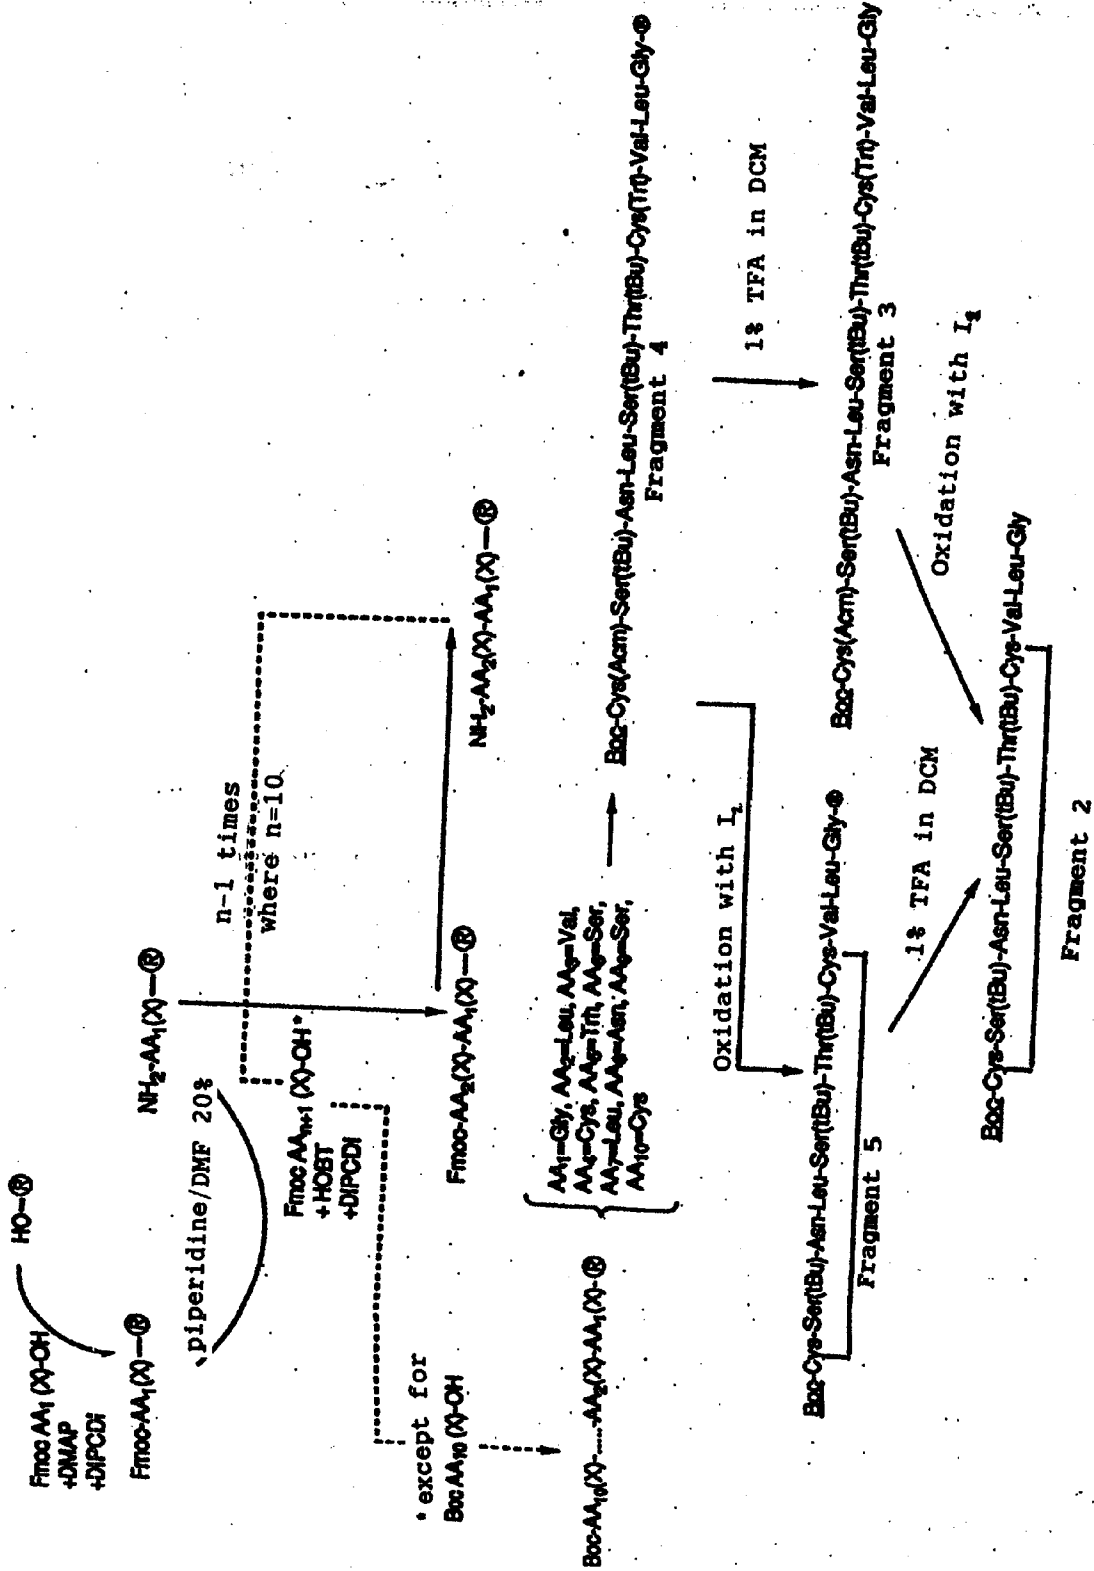 HO—Ⓡ
Fmoc AA₁ (X)-OH
+DMAP
+DIPCDI
Fmoc-AA₁(X)—Ⓡ
piperidine/DMF 20%
NH₂-AA₁(X)—Ⓡ
n-1 times
where n=10
Fmoc AAₙ₊₁ (X)-OH*
+ HOBT
+DIPCDI
Fmoc-AA₂(X)-AA₁(X)—Ⓡ
NH₂-AA₂(X)-AA₁(X)—Ⓡ
* except for
Boc AA₁₀ (X)-OH
Boc-AA₁₀(X)-......-AA₂(X)-AA₁(X)-Ⓡ
AA₁=Gly, AA₂=Leu, AA₃=Val,
AA₄=Cys, AA₅=Trh, AA₆=Ser,
AA₇=Leu, AA₈=Asn, AA₉=Ser,
AA₁₀=Cys
Boc-Cys(Acm)-Ser(tBu)-Asn-Leu-Ser(tBu)-Thr(tBu)-Cys(Trt)-Val-Leu-Gly-Ⓡ
Fragment 4
Oxidation with I₂
1% TFA in DCM
Boc-Cys-Ser(tBu)-Asn-Leu-Ser(tBu)-Thr(tBu)-Cys-Val-Leu-Gly-Ⓡ
Fragment 5
Boc-Cys(Acm)-Ser(tBu)-Asn-Leu-Ser(tBu)-Thr(tBu)-Cys(Trt)-Val-Leu-Gly
Fragment 3
1% TFA in DCM
Oxidation with I₂
Boc-Cys-Ser(tBu)-Asn-Leu-Ser(tBu)-Thr(tBu)-Cys-Val-Leu-Gly
Fragment 2